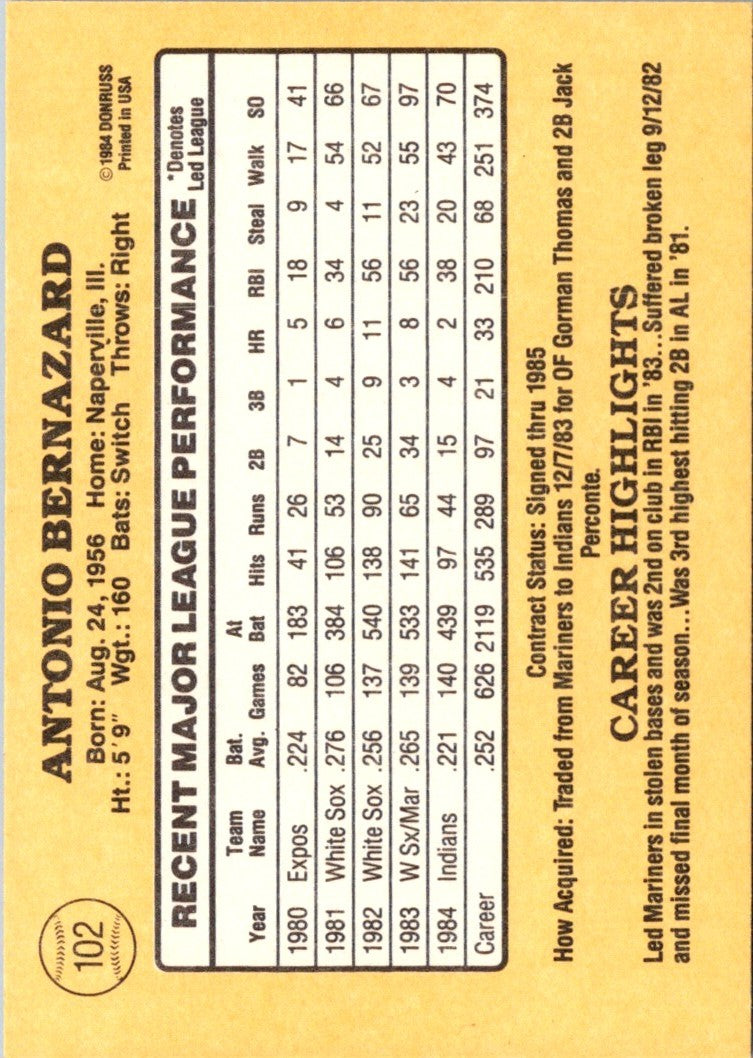 102
ANTONIO BERNAZARD
Born: Aug. 24, 1956 Home: Naperville, Ill.
Ht.: 5'9" Wgt.: 160 Bats: Switch Throws: Right
©1984 DONRUSS
Printed in USA
RECENT MAJOR LEAGUE PERFORMANCE
*Denotes
Led League
Year Team Name Bat. Avg. Games At Bat Hits Runs 2B 3B HR RBI Steal Walk SO
1980 Expos .224 82 183 41 26 7 1 5 18 9 17 41
1981 White Sox .276 106 384 106 53 14 4 6 34 4 54 66
1982 White Sox .256 137 540 138 90 25 9 11 56 11 52 67
1983 W Sx/Mar .265 139 533 141 65 34 3 8 56 23 55 97
1984 Indians .221 140 439 97 44 15 4 2 38 20 43 70
Career .252 626 2119 535 289 97 21 33 210 68 251 374
Contract Status: Signed thru 1985
How Acquired: Traded from Mariners to Indians 12/7/83 for OF Gorman Thomas and 2B Jack
Perconte.
CAREER HIGHLIGHTS
Led Mariners in stolen bases and was 2nd on club in RBI in '83...Suffered broken leg 9/12/82
and missed final month of season...Was 3rd highest hitting 2B in AL in '81.